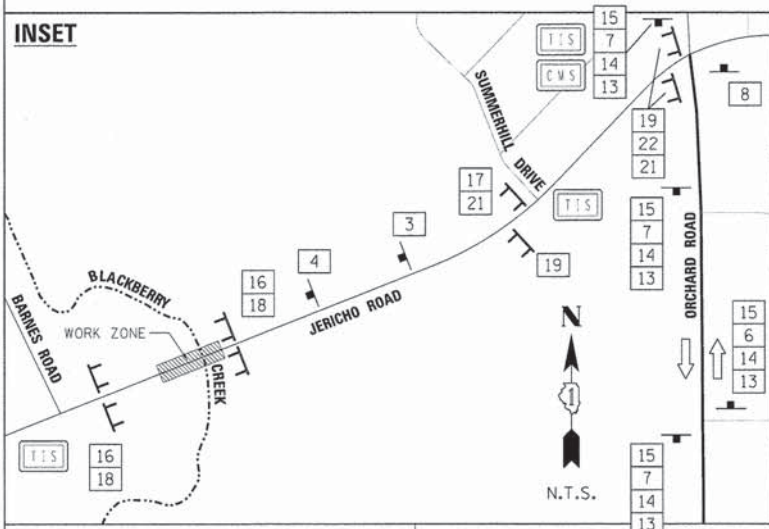 INSET
TIS
CMS
15
7
14
13
8
19
22
21
SUMMERHILL DRIVE
17
21
TIS
15
7
14
13
3
19
4
16
18
JERICHO ROAD
ORCHARD ROAD
BLACKBERRY
CREEK
BARNES ROAD
WORK ZONE
15
6
14
13
N
1
N.T.S.
TIS
16
18
15
7
14
13